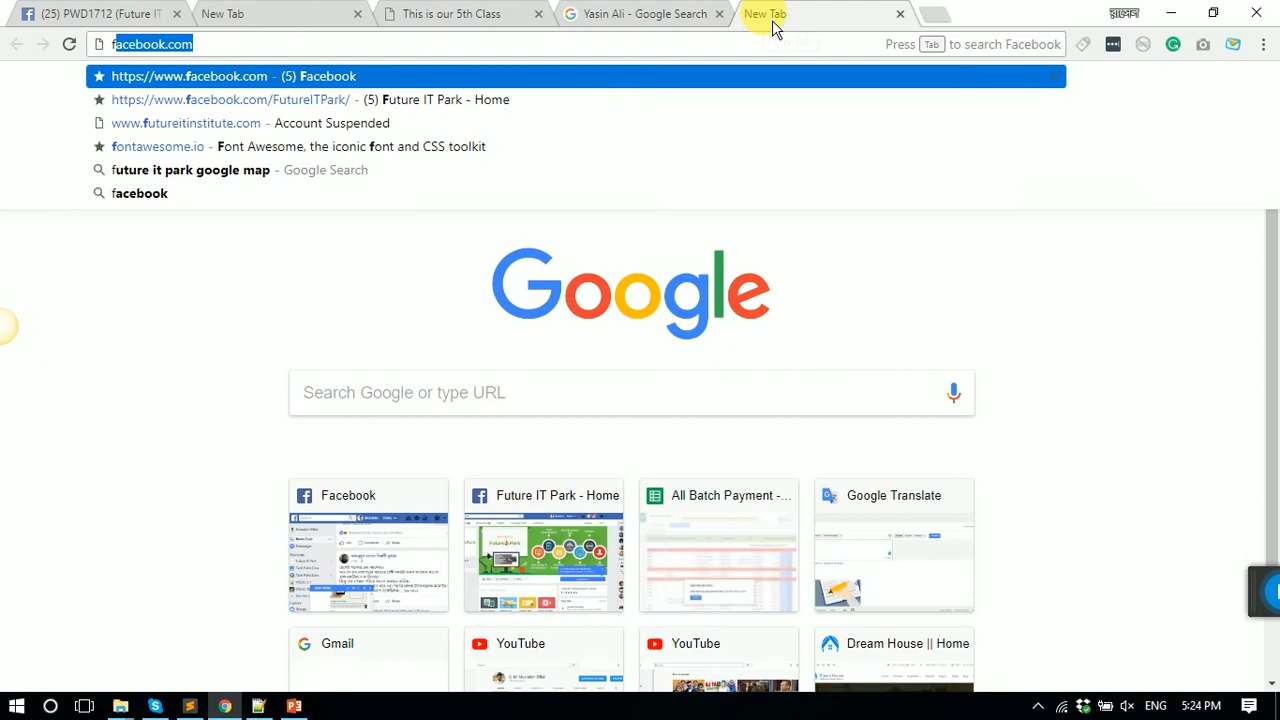 (25) PWD1712 (Future IT
New Tab
This is our 5th Class
Yasin Ali - Google Search
New Tab
facebook.com
Press Tab to search Facebook
https://www.facebook.com - (5) Facebook
https://www.facebook.com/FutureITPark/ - (5) Future IT Park - Home
www.futureitinstitute.com - Account Suspended
fontawesome.io - Font Awesome, the iconic font and CSS toolkit
future it park google map - Google Search
facebook
Google
Search Google or type URL
Facebook
Future IT Park - Home
All Batch Payment -...
Google Translate
Gmail
YouTube
YouTube
Dream House || Home
ENG
5:24 PM